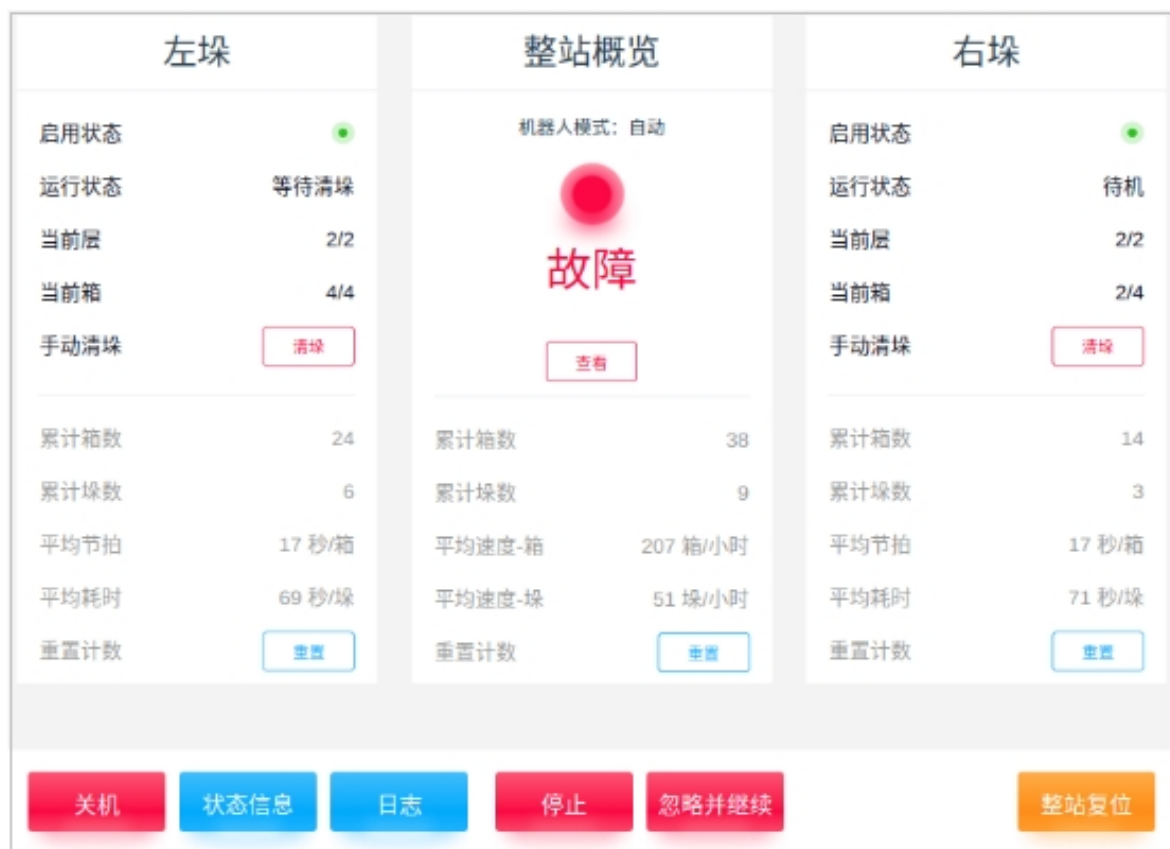 左垛
启用状态
运行状态 等待清垛
当前层 2/2
当前箱 4/4
手动清垛 清垛
累计箱数 24
累计垛数 6
平均节拍 17 秒/箱
平均耗时 69 秒/垛
重置计数 重置
整站概览
机器人模式：自动
故障
查看
累计箱数 38
累计垛数 9
平均速度-箱 207 箱/小时
平均速度-垛 51 垛/小时
重置计数 重置
右垛
启用状态
运行状态 待机
当前层 2/2
当前箱 2/4
手动清垛 清垛
累计箱数 14
累计垛数 3
平均节拍 17 秒/箱
平均耗时 71 秒/垛
重置计数 重置
关机 状态信息 日志 停止 忽略并继续 整站复位